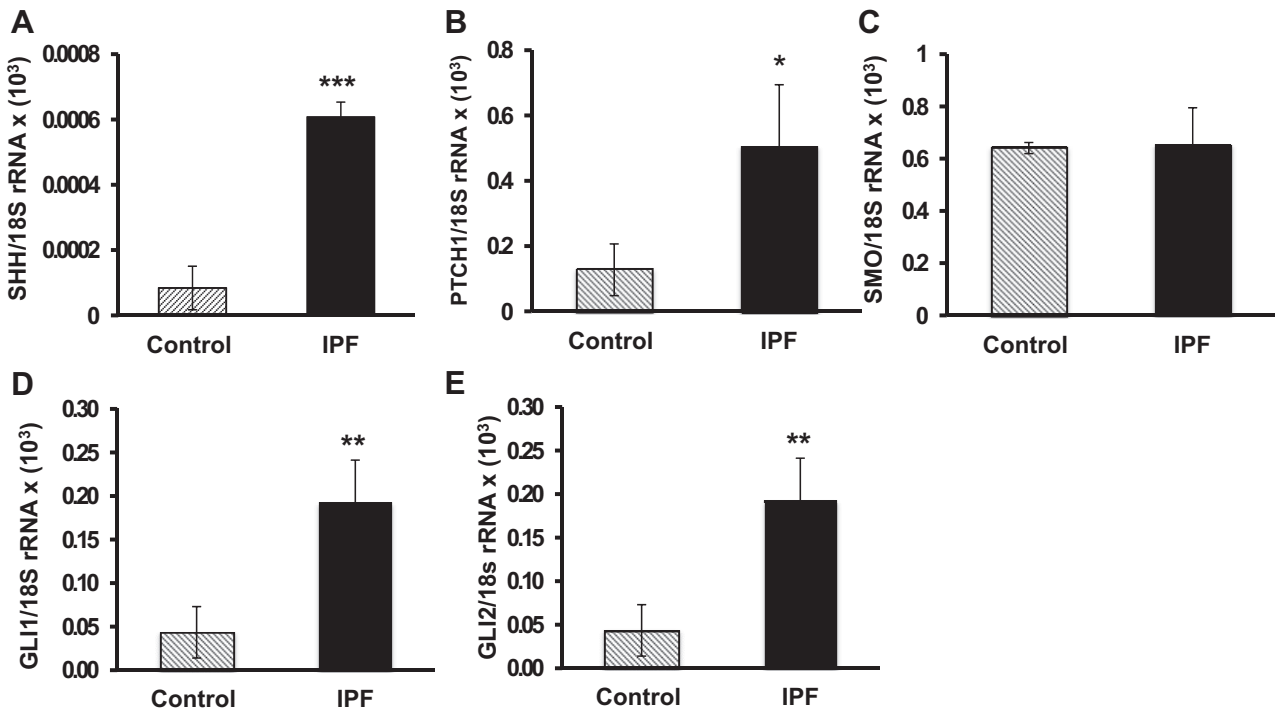 A
SHH/18S rRNA x (10³)
0.0008
0.0006
0.0004
0.0002
0
***
Control
IPF
B
PTCH1/18S rRNA x (10³)
0.8
0.6
0.4
0.2
0
*
Control
IPF
C
SMO/18S rRNA x (10³)
1
0.8
0.6
0.4
0.2
0
Control
IPF
D
GLI1/18S rRNA x (10³)
0.30
0.25
0.20
0.15
0.10
0.05
0.00
**
Control
IPF
E
GLI2/18s rRNA x (10³)
0.30
0.25
0.20
0.15
0.10
0.05
0.00
**
Control
IPF